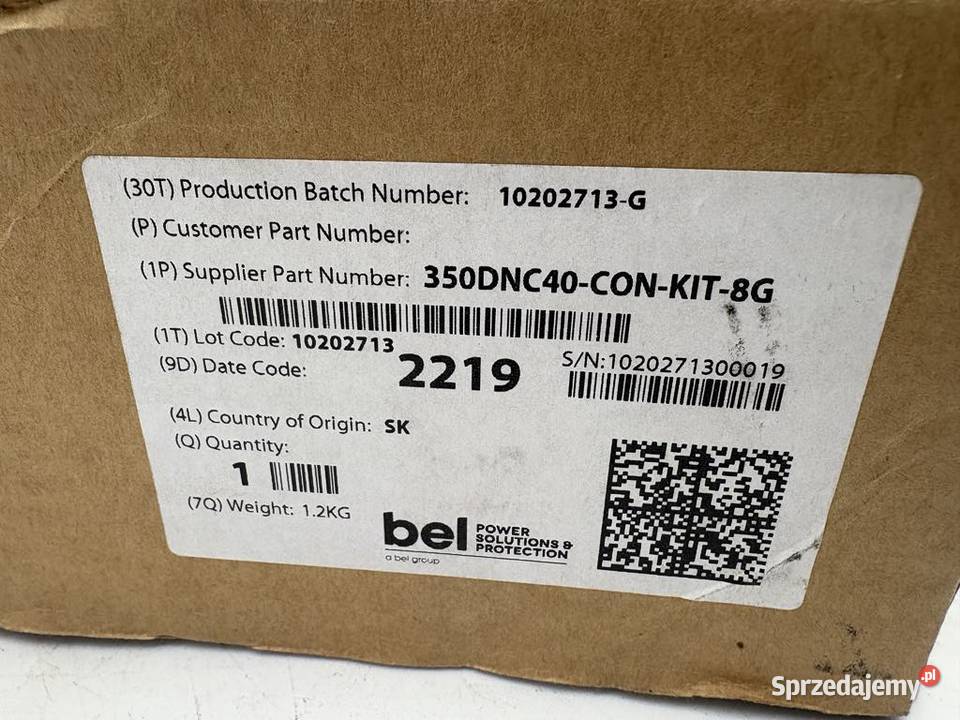 (30T) Production Batch Number: 10202713-G
(P) Customer Part Number:
(1P) Supplier Part Number: 350DNC40-CON-KIT-8G
(1T) Lot Code: 10202713
(9D) Date Code: 2219
S/N:1020271300019
(4L) Country of Origin: SK
(Q) Quantity:
1
(7Q) Weight: 1.2KG
bel POWER
SOLUTIONS &
PROTECTION
a bel group
Sprzedajemy.pl